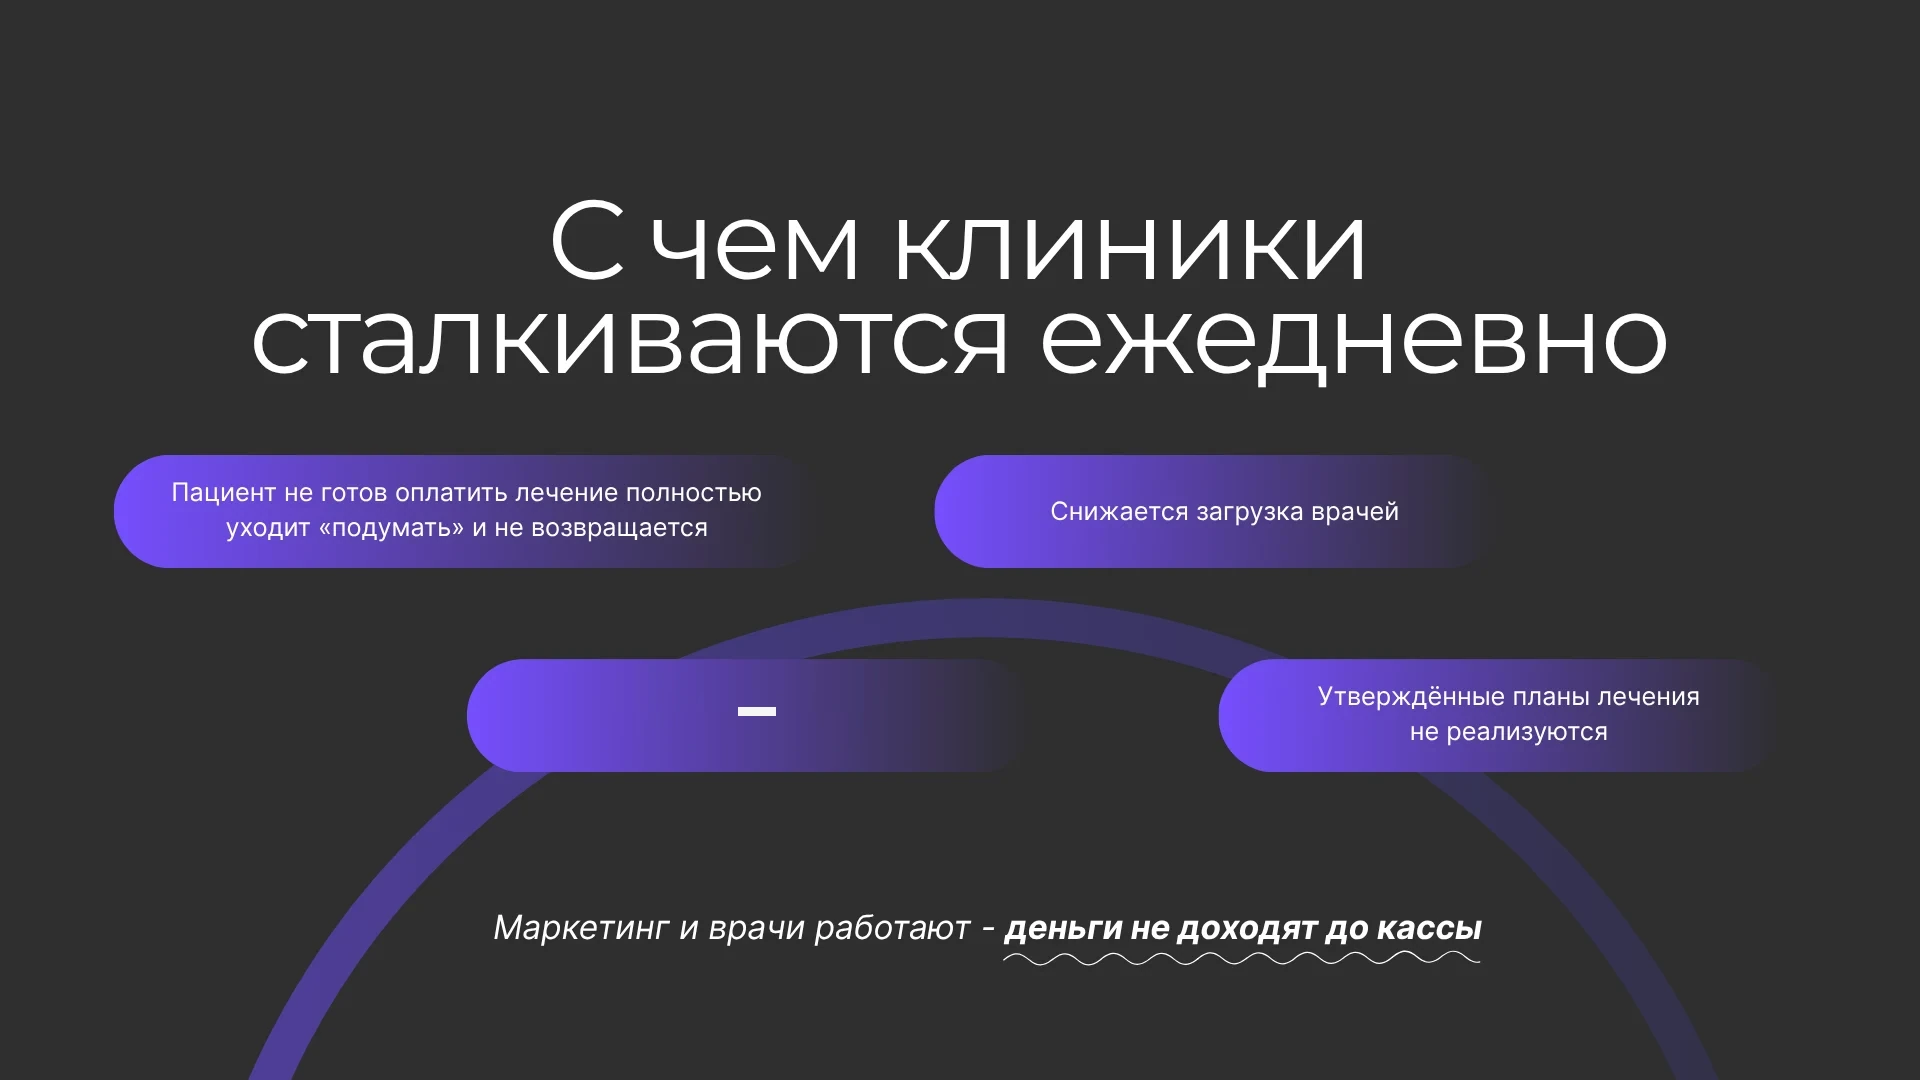 С чем клиники
сталкиваются ежедневно
Пациент не готов оплатить лечение полностью
уходит «подумать» и не возвращается
Снижается загрузка врачей
–
Утверждённые планы лечения
не реализуются
Маркетинг и врачи работают - деньги не доходят до кассы